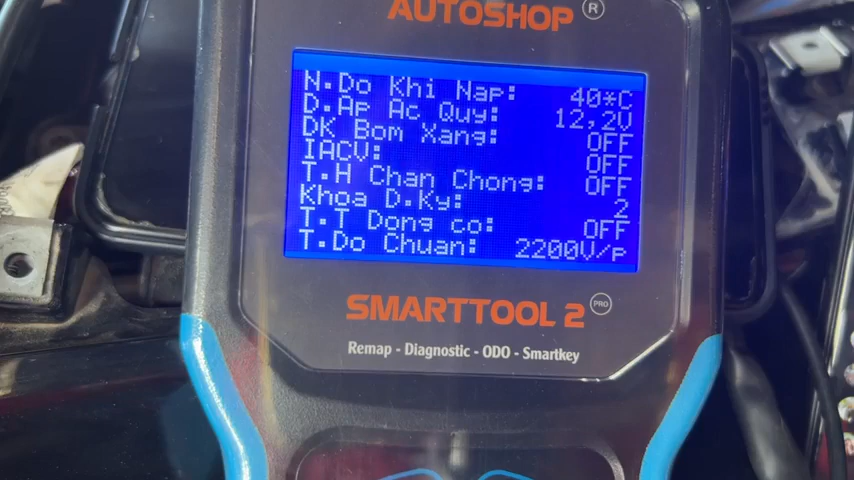 AUTOSHOP ®
N.Do Khi Nap: 40*C
D.Ap Ac Quy: 12,2V
DK Bom Xang: OFF
IACV: OFF
T.H Chan Chong: OFF
Khoa D.Ky: 2
T.T Dong co: OFF
T.Do Chuan: 2200V/p
SMARTTOOL 2 PRO
Remap - Diagnostic - ODO - Smartkey